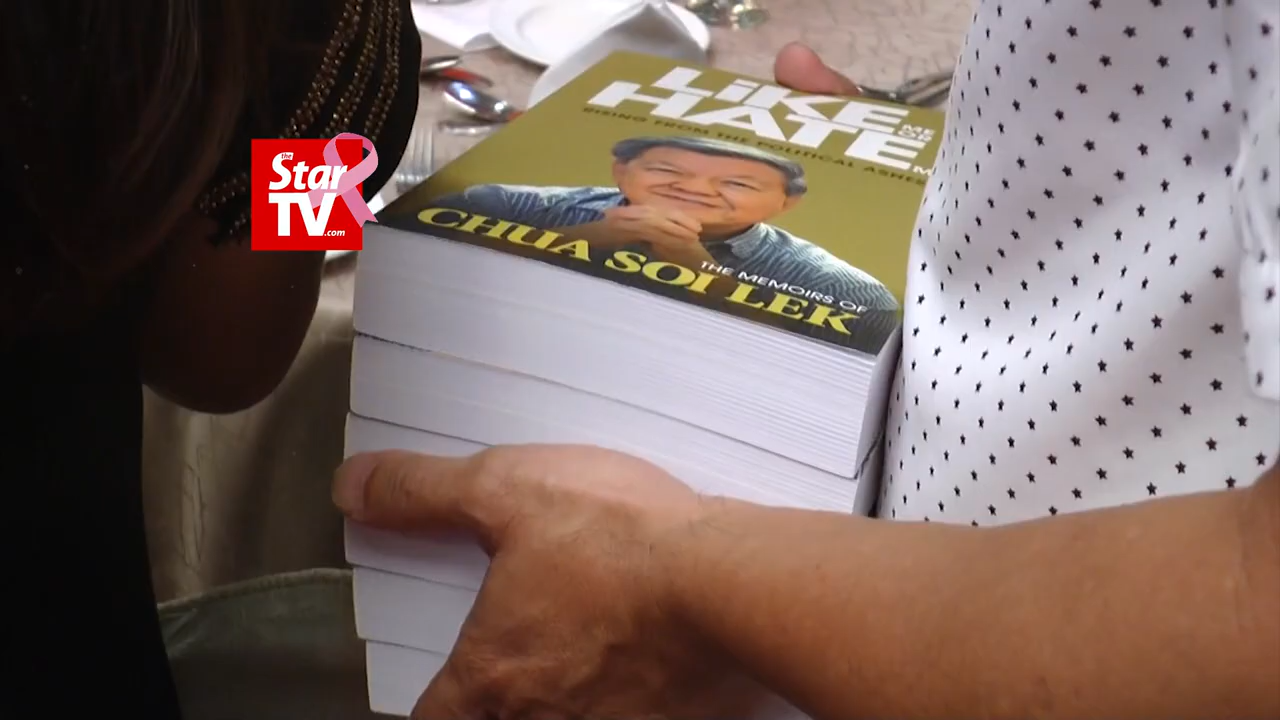 the
Star
TV
.com
LiKE
ME
OR
HATE
ME
RISING FROM THE POLITICAL ASHES
THE MEMOIRS OF
CHUA SOI LEK